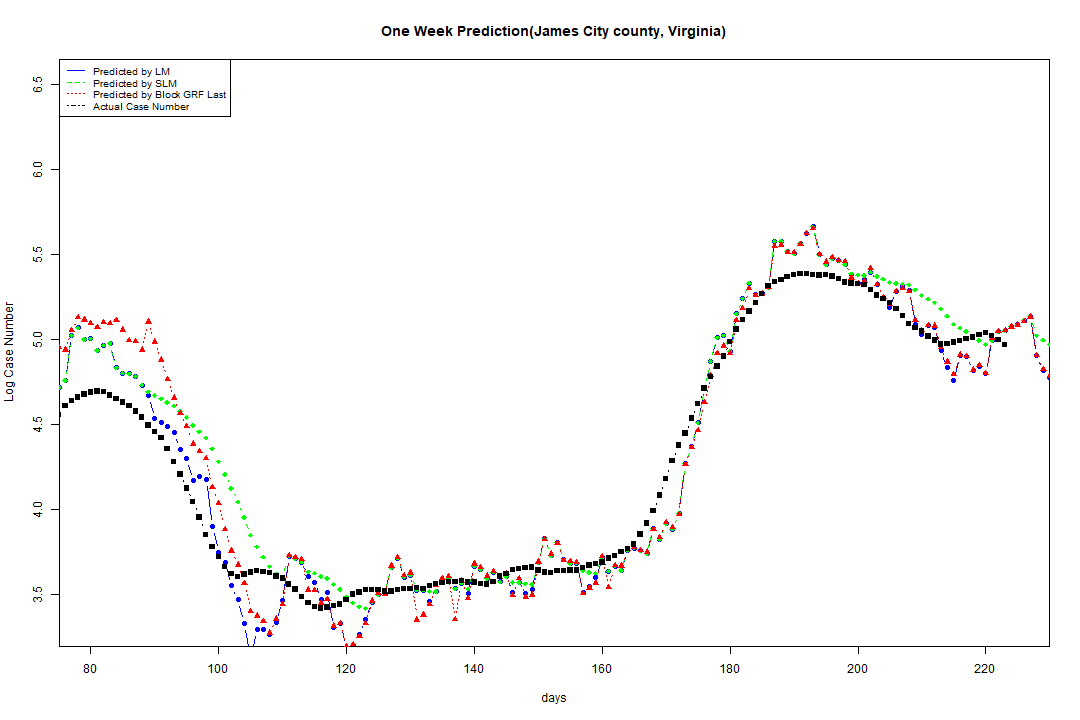 One Week Prediction(James City county, Virginia)
Predicted by LM
Predicted by SLM
Predicted by Block GRF Last
Actual Case Number
6.5
6.0
5.5
5.0
4.5
4.0
3.5
Log Case Number
80 100 120 140 160 180 200 220
days